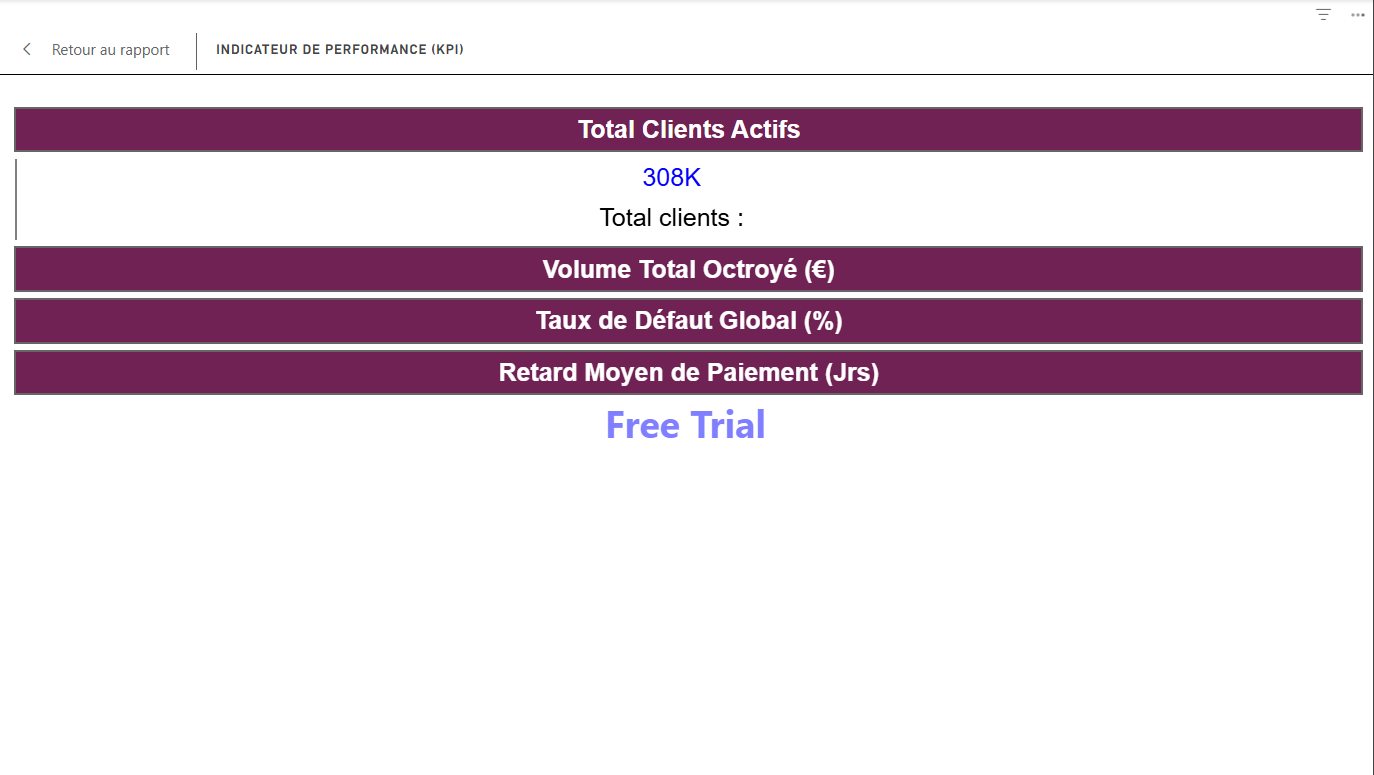 Retour au rapport
INDICATEUR DE PERFORMANCE (KPI)
Total Clients Actifs
308K
Total clients :
Volume Total Octroyé (€)
Taux de Défaut Global (%)
Retard Moyen de Paiement (Jrs)
Free Trial